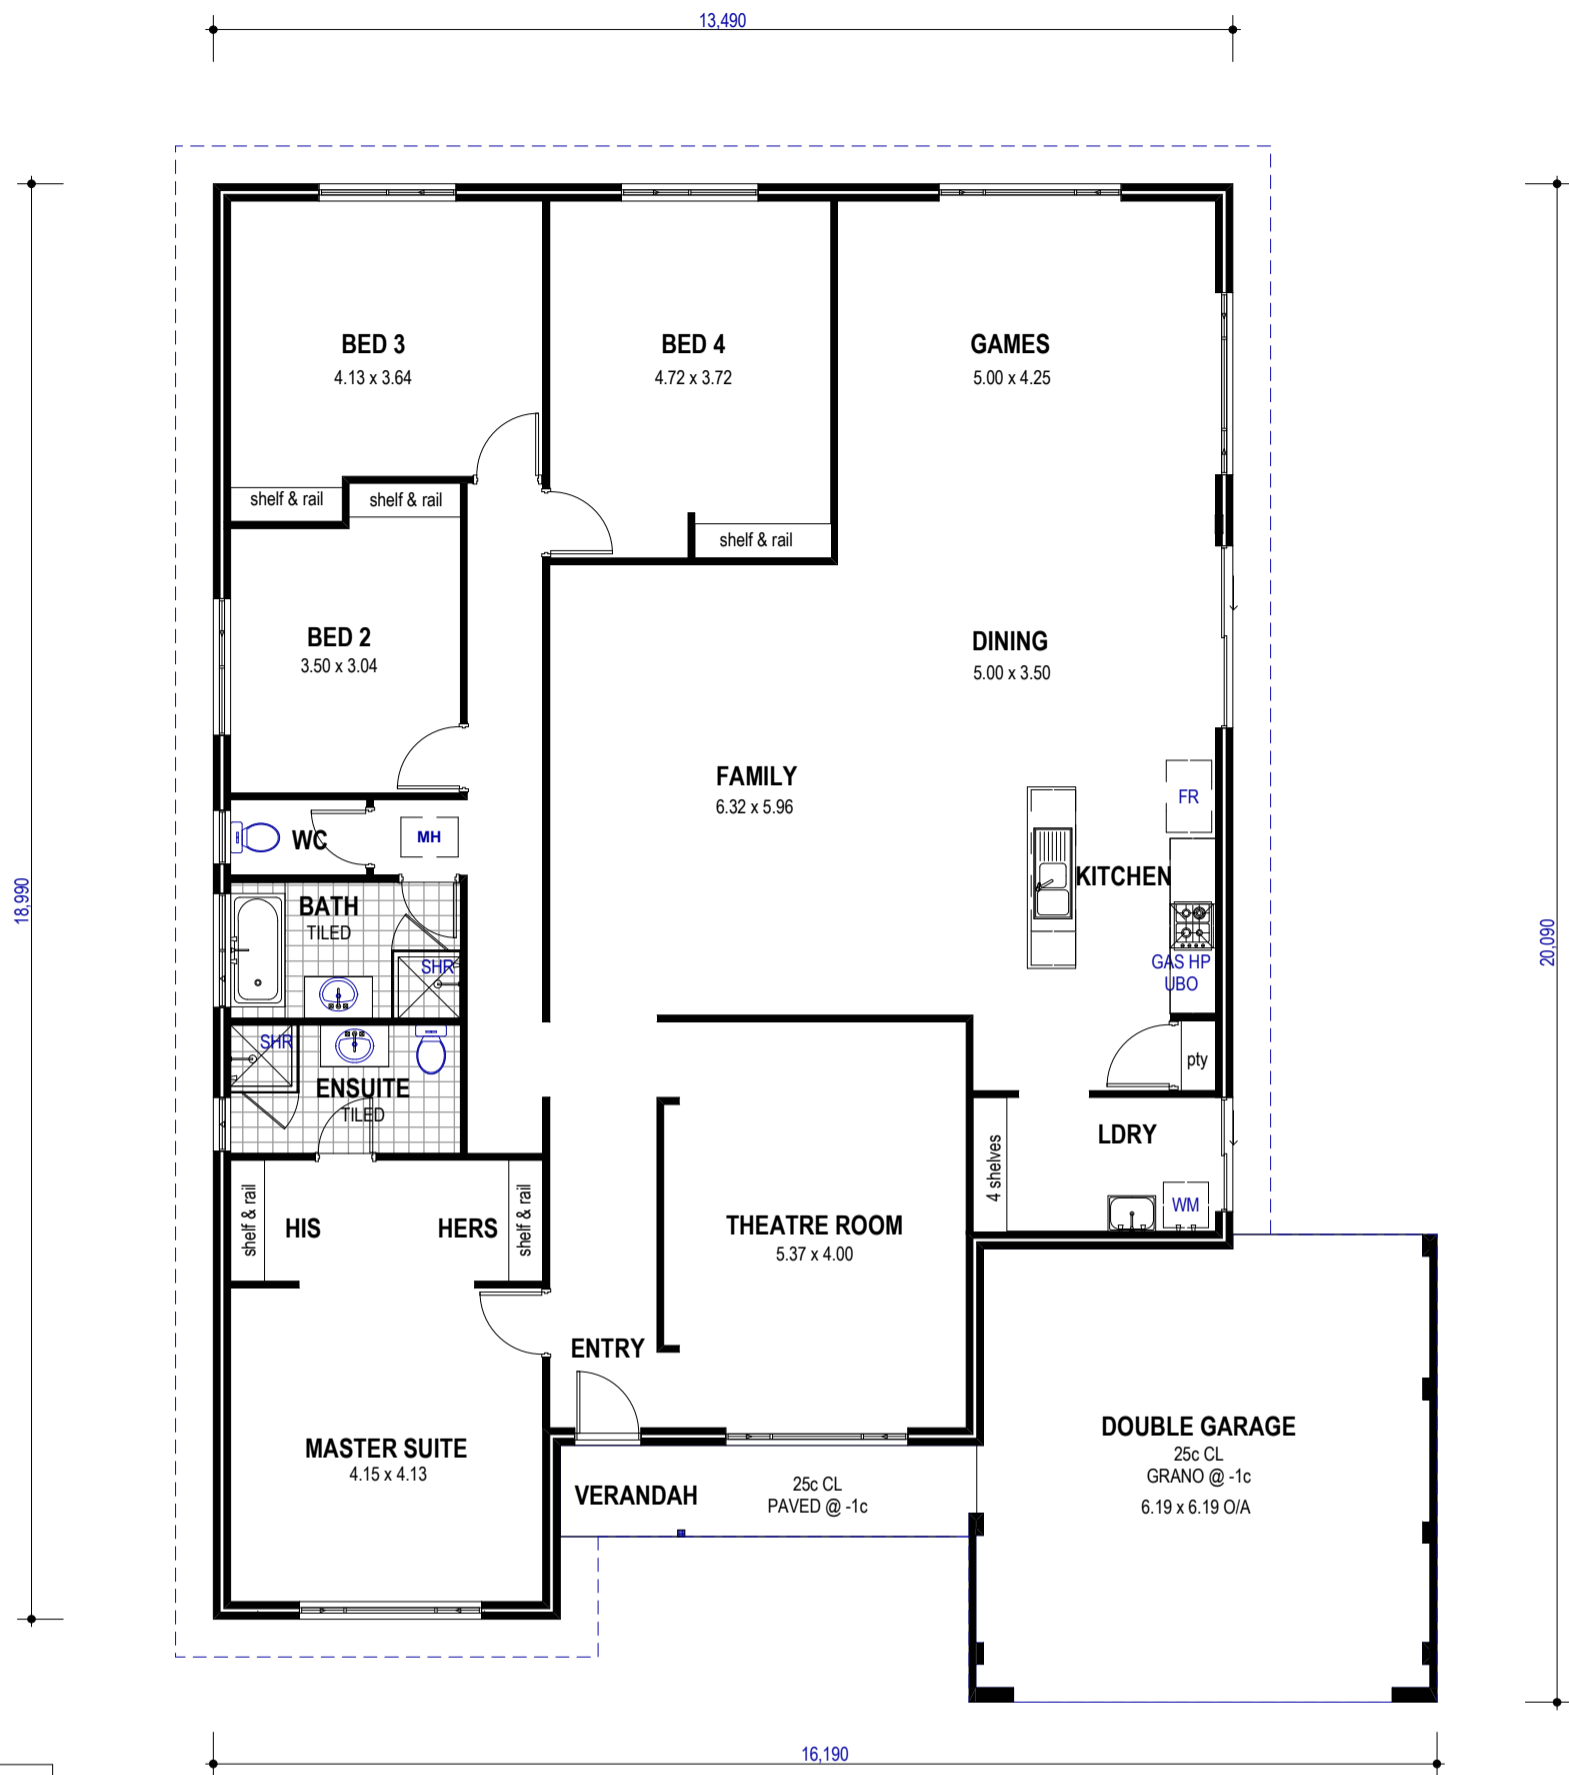 13,490
BED 3
4.13 x 3.64
BED 4
4.72 x 3.72
GAMES
5.00 x 4.25
shelf & rail
shelf & rail
shelf & rail
BED 2
3.50 x 3.04
DINING
5.00 x 3.50
FAMILY
6.32 x 5.96
FR
WC
MH
KITCHEN
18,990
BATH
TILED
SHR
GAS HP
UBO
20,090
SHR
ENSUITE
TILED
pty
LDRY
4 shelves
WM
shelf & rail
HIS
HERS
shelf & rail
THEATRE ROOM
5.37 x 4.00
ENTRY
MASTER SUITE
4.15 x 4.13
DOUBLE GARAGE
25c CL
GRANO @ -1c
6.19 x 6.19 O/A
VERANDAH
25c CL
PAVED @ -1c
16,190